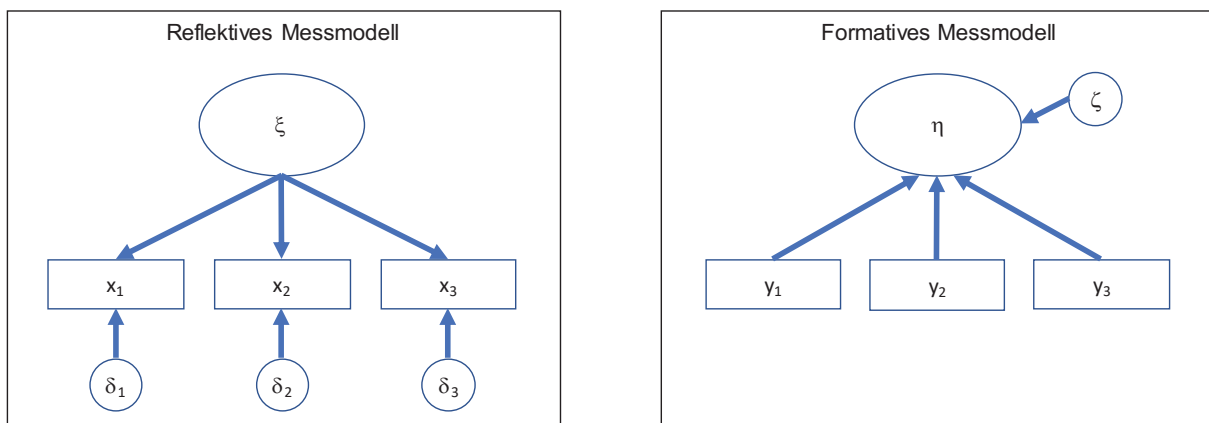 Reflektives Messmodell
ξ
x₁ x₂ x₃
δ₁ δ₂ δ₃
Formatives Messmodell
η ζ
y₁ y₂ y₃